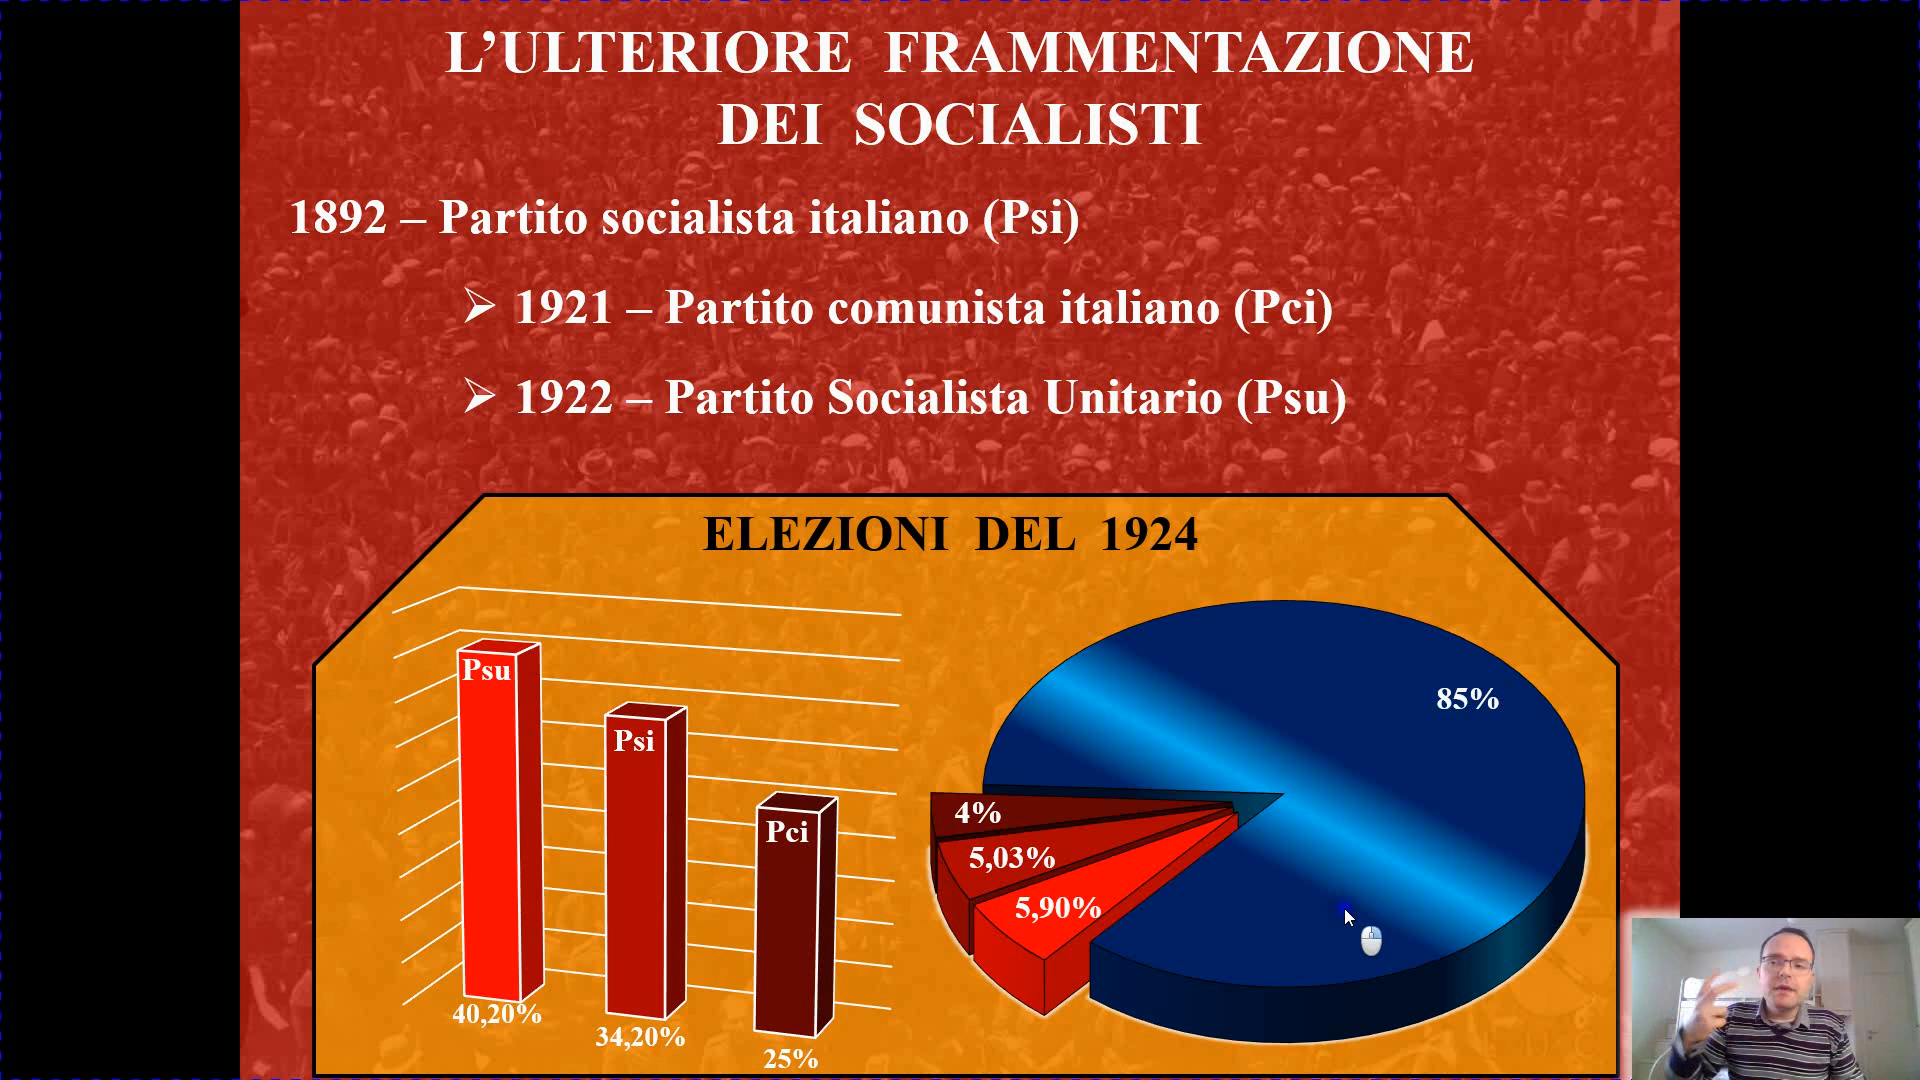 L’ULTERIORE FRAMMENTAZIONE
DEI SOCIALISTI
1892 – Partito socialista italiano (Psi)
➢ 1921 – Partito comunista italiano (Pci)
➢ 1922 – Partito Socialista Unitario (Psu)
ELEZIONI DEL 1924
Psu
Psi
Pci
40,20%
34,20%
25%
85%
4%
5,03%
5,90%